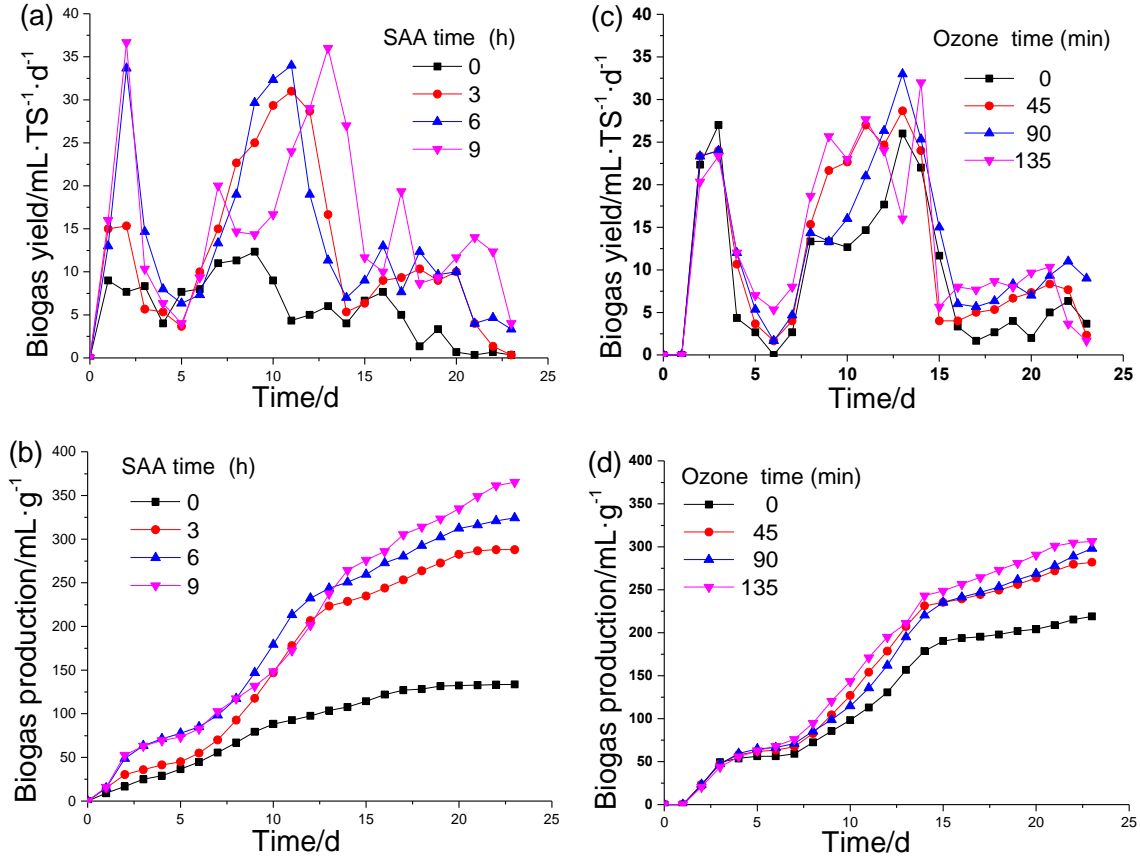 (a)
SAA time (h)
0
3
6
9
Biogas yield/mL·TS⁻¹·d⁻¹
40
35
30
25
20
15
10
5
0
0 5 10 15 20 25
Time/d
(c)
Ozone time (min)
0
45
90
135
Biogas yield/mL·TS⁻¹·d⁻¹
40
35
30
25
20
15
10
5
0
0 5 10 15 20 25
Time/d
(b)
SAA time (h)
0
3
6
9
Biogas production/mL·g⁻¹
400
350
300
250
200
150
100
50
0
0 5 10 15 20 25
Time/d
(d)
Ozone time (min)
0
45
90
135
Biogas production/mL·g⁻¹
400
350
300
250
200
150
100
50
0
0 5 10 15 20 25
Time/d